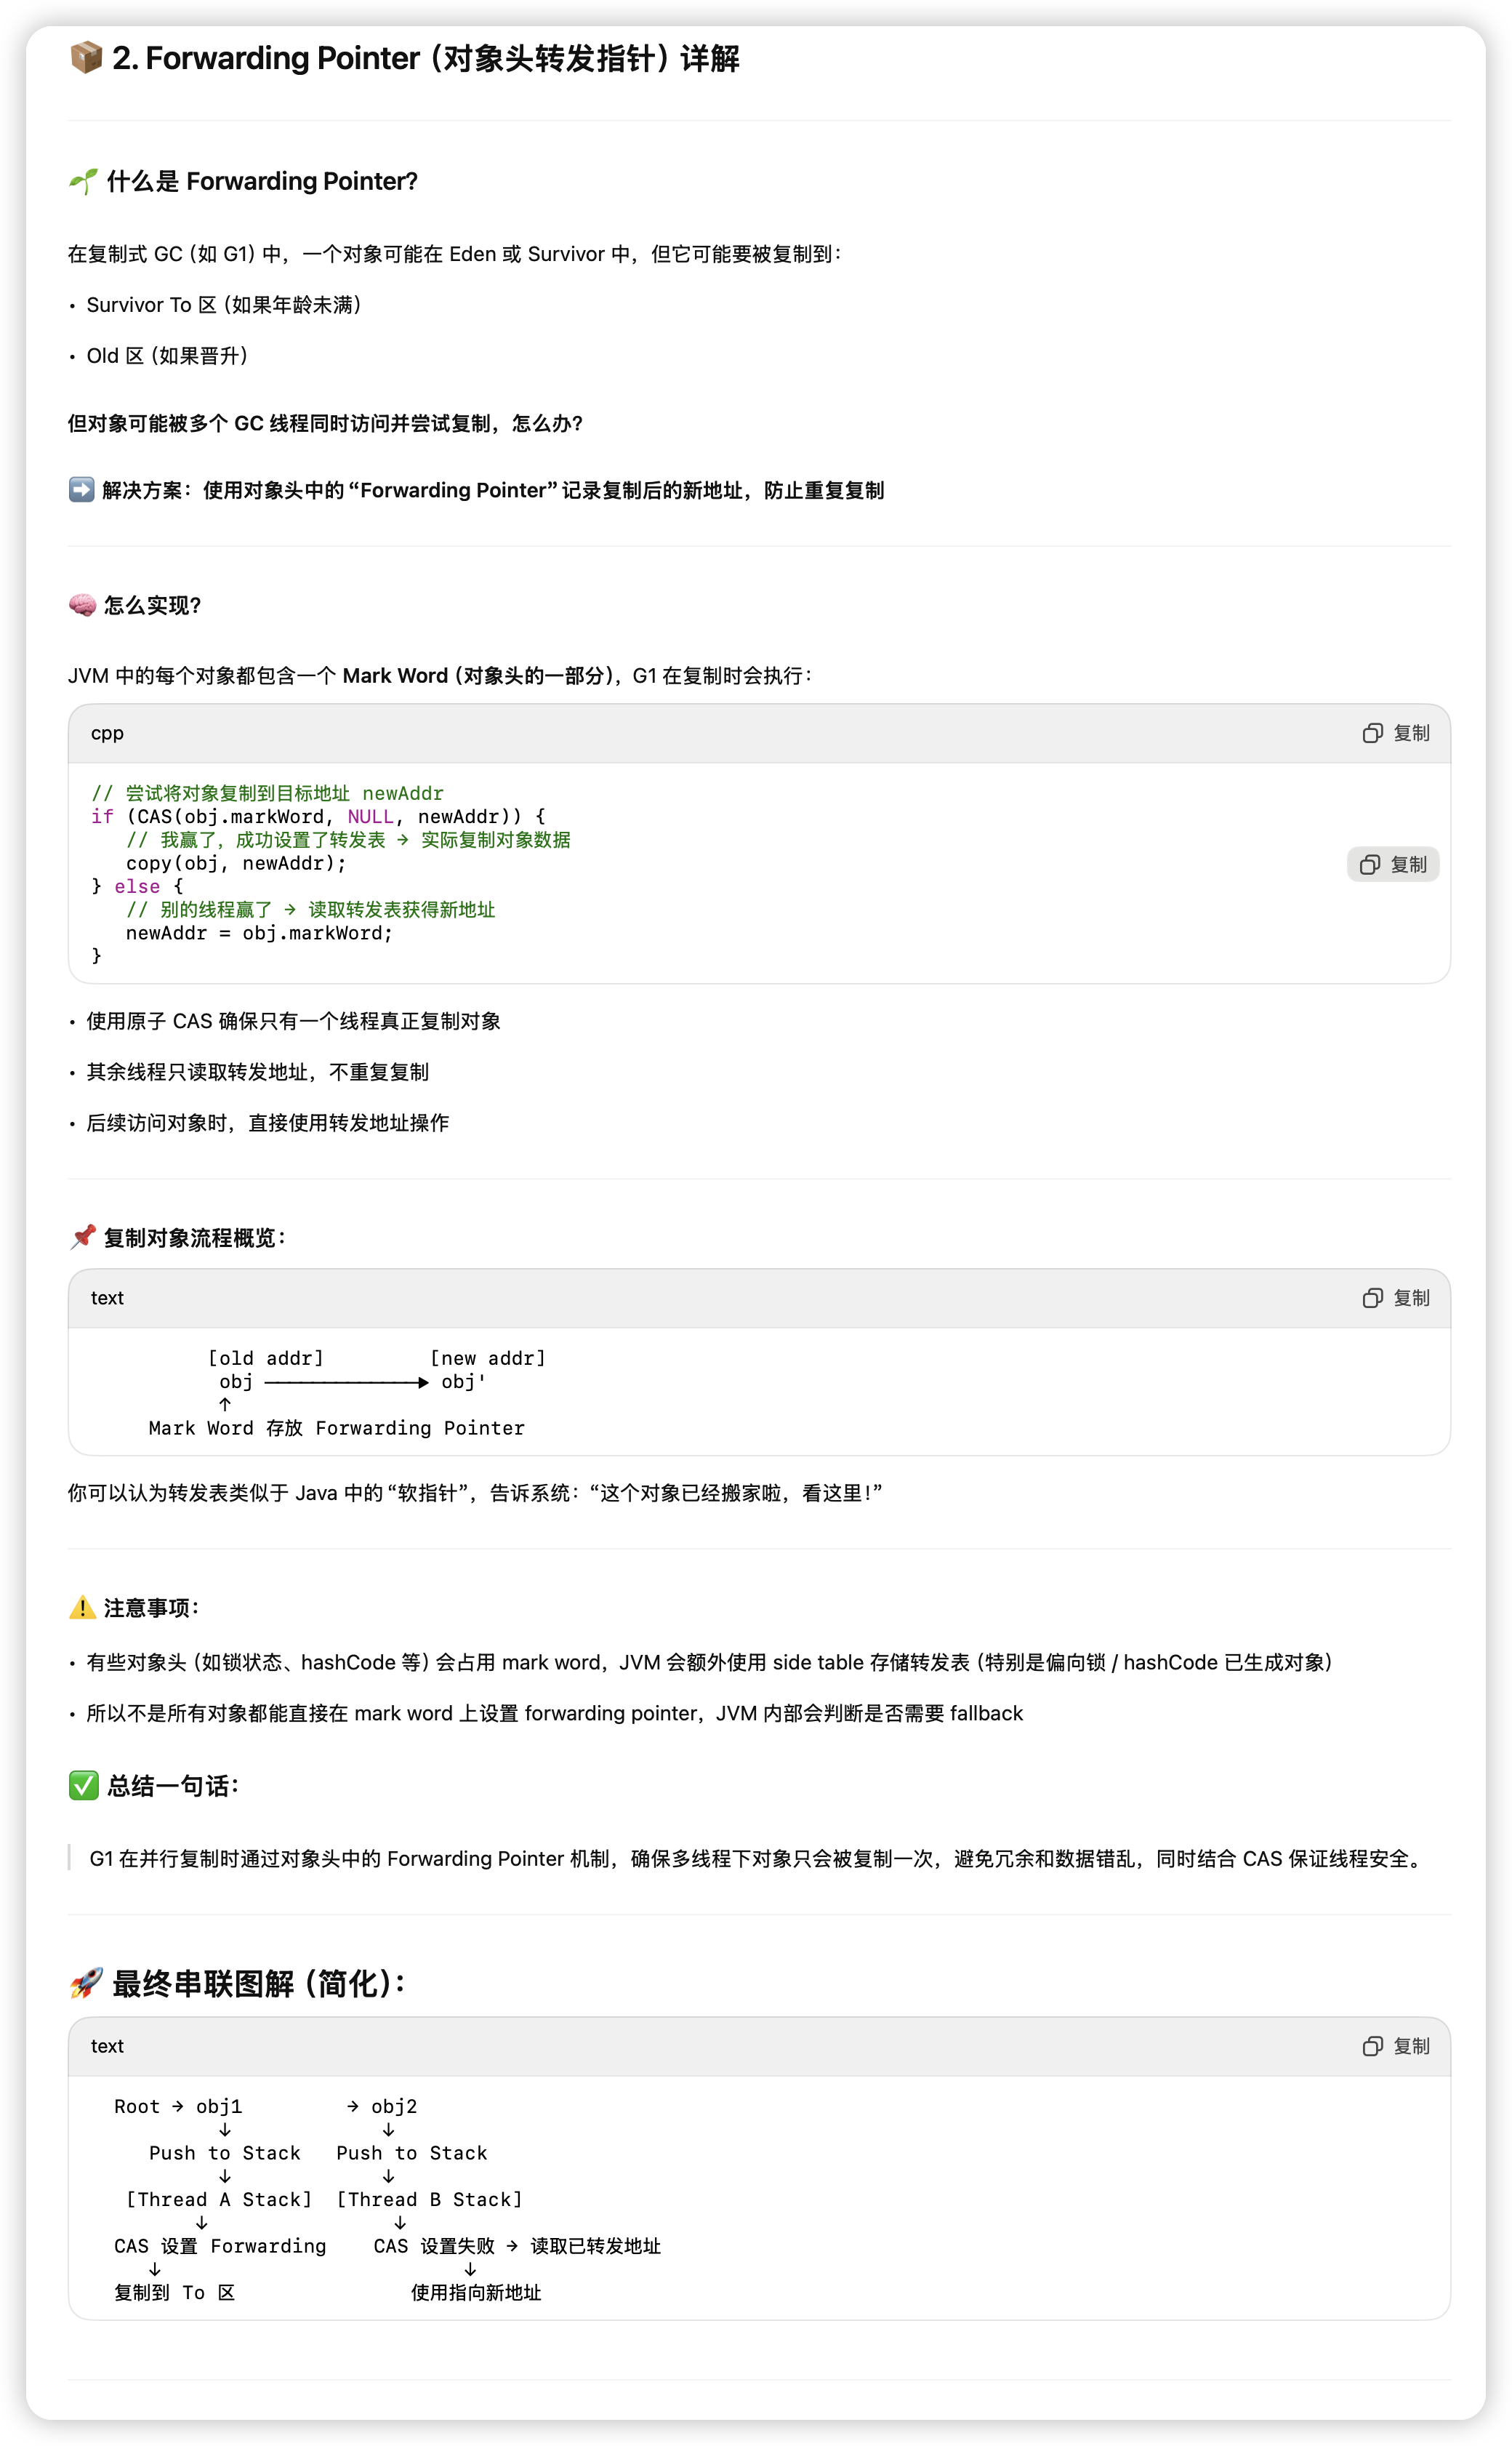 📦 2. Forwarding Pointer（对象头转发指针）详解
🌱 什么是 Forwarding Pointer?
在复制式 GC（如 G1）中，一个对象可能在 Eden 或 Survivor 中，但它可能要被复制到：
• Survivor To 区（如果年龄未满）
• Old 区（如果晋升）
但对象可能被多个 GC 线程同时访问并尝试复制，怎么办?
➡️ 解决方案：使用对象头中的“Forwarding Pointer”记录复制后的新地址，防止重复复制
🧠 怎么实现?
JVM 中的每个对象都包含一个 Mark Word（对象头的一部分），G1 在复制时会执行：
cpp 复制
// 尝试将对象复制到目标地址 newAddr
if (CAS(obj.markWord, NULL, newAddr)) {
// 我赢了，成功设置了转发表 → 实际复制对象数据
copy(obj, newAddr);
复制
} else {
// 别的线程赢了 → 读取转发表获得新地址
newAddr = obj.markWord;
}
• 使用原子 CAS 确保只有一个线程真正复制对象
• 其余线程只读取转发地址，不重复复制
• 后续访问对象时，直接使用转发地址操作
📌 复制对象流程概览：
text 复制
[old addr] [new addr]
obj ─────────────▶ obj'
↑
Mark Word 存放 Forwarding Pointer
你可以认为转发表类似于 Java 中的“软指针”，告诉系统：“这个对象已经搬家啦，看这里！”
⚠️ 注意事项：
• 有些对象头（如锁状态、hashCode 等）会占用 mark word，JVM 会额外使用 side table 存储转发表（特别是偏向锁 / hashCode 已生成对象）
• 所以不是所有对象都能直接在 mark word 上设置 forwarding pointer，JVM 内部会判断是否需要 fallback
✅ 总结一句话：
G1 在并行复制时通过对象头中的 Forwarding Pointer 机制，确保多线程下对象只会被复制一次，避免冗余和数据错乱，同时结合 CAS 保证线程安全。
🚀 最终串联图解（简化）：
text 复制
Root → obj1 → obj2
↓ ↓
Push to Stack Push to Stack
↓ ↓
[Thread A Stack] [Thread B Stack]
↓ ↓
CAS 设置 Forwarding CAS 设置失败 → 读取已转发地址
↓ ↓
复制到 To 区 使用指向新地址